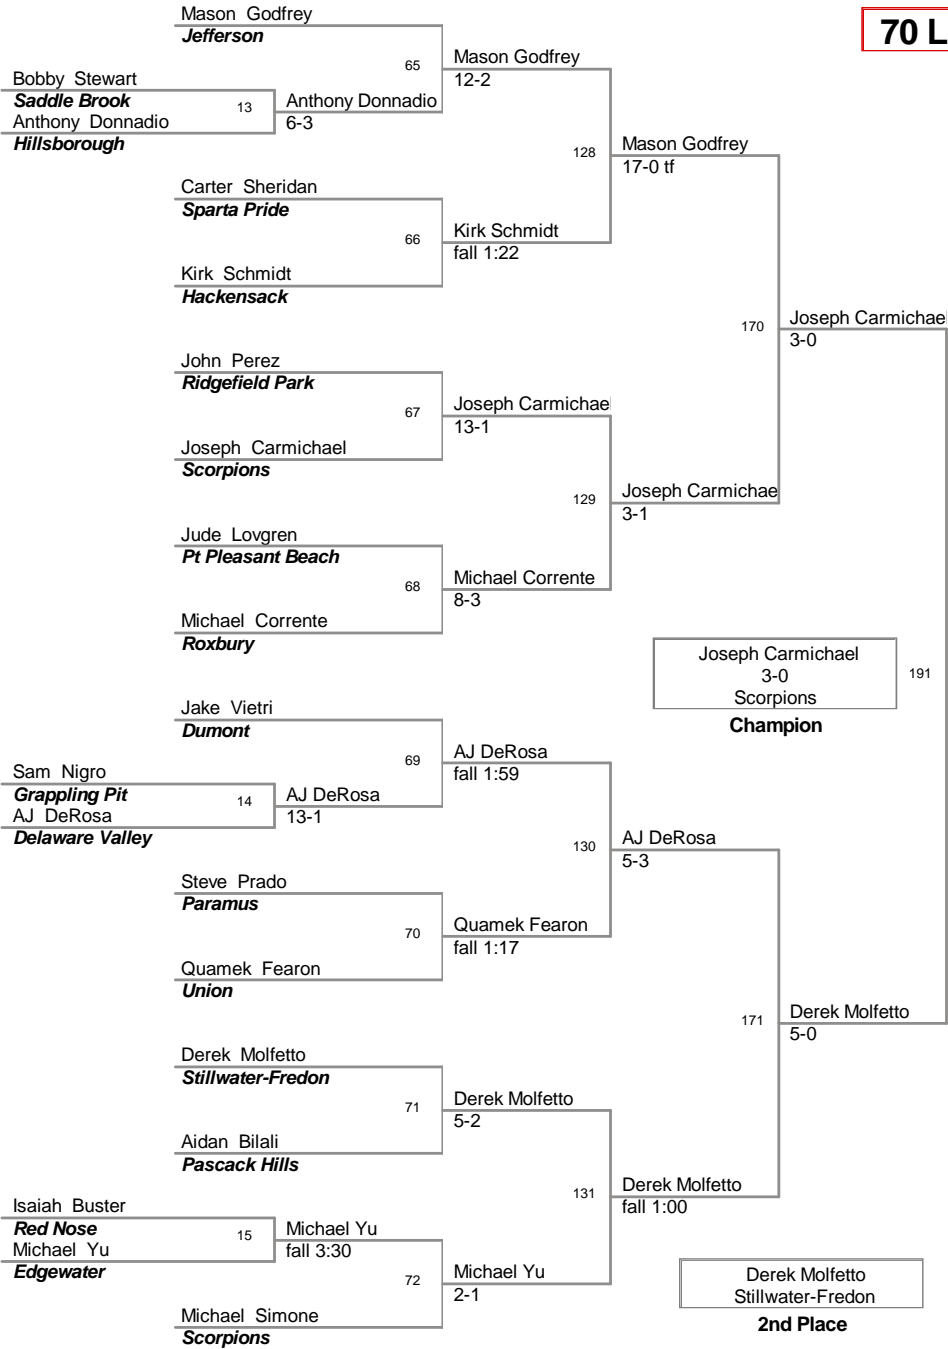 Mason Godfrey
Jefferson
70 L
65
Mason Godfrey
12-2
Bobby Stewart
Saddle Brook
13
Anthony Donnadio
6-3
Anthony Donnadio
Hillsborough
128
Mason Godfrey
17-0 tf
Carter Sheridan
Sparta Pride
66
Kirk Schmidt
fall 1:22
Kirk Schmidt
Hackensack
170
Joseph Carmichael
3-0
John Perez
Ridgefield Park
67
Joseph Carmichael
13-1
Joseph Carmichael
Scorpions
129
Joseph Carmichae
3-1
Jude Lovgren
Pt Pleasant Beach
68
Michael Corrente
8-3
Michael Corrente
Roxbury
Joseph Carmichael
3-0
Scorpions
191
Champion
Jake Vietri
Dumont
69
AJ DeRosa
fall 1:59
Sam Nigro
Grappling Pit
14
AJ DeRosa
13-1
AJ DeRosa
Delaware Valley
130
AJ DeRosa
5-3
Steve Prado
Paramus
70
Quamek Fearon
fall 1:17
Quamek Fearon
Union
171
Derek Molfetto
5-0
Derek Molfetto
Stillwater-Fredon
71
Derek Molfetto
5-2
Aidan Bilali
Pascack Hills
131
Derek Molfetto
fall 1:00
Isaiah Buster
Red Nose
15
Michael Yu
fall 3:30
Michael Yu
Edgewater
72
Michael Yu
2-1
Michael Simone
Scorpions
Derek Molfetto
Stillwater-Fredon
2nd Place